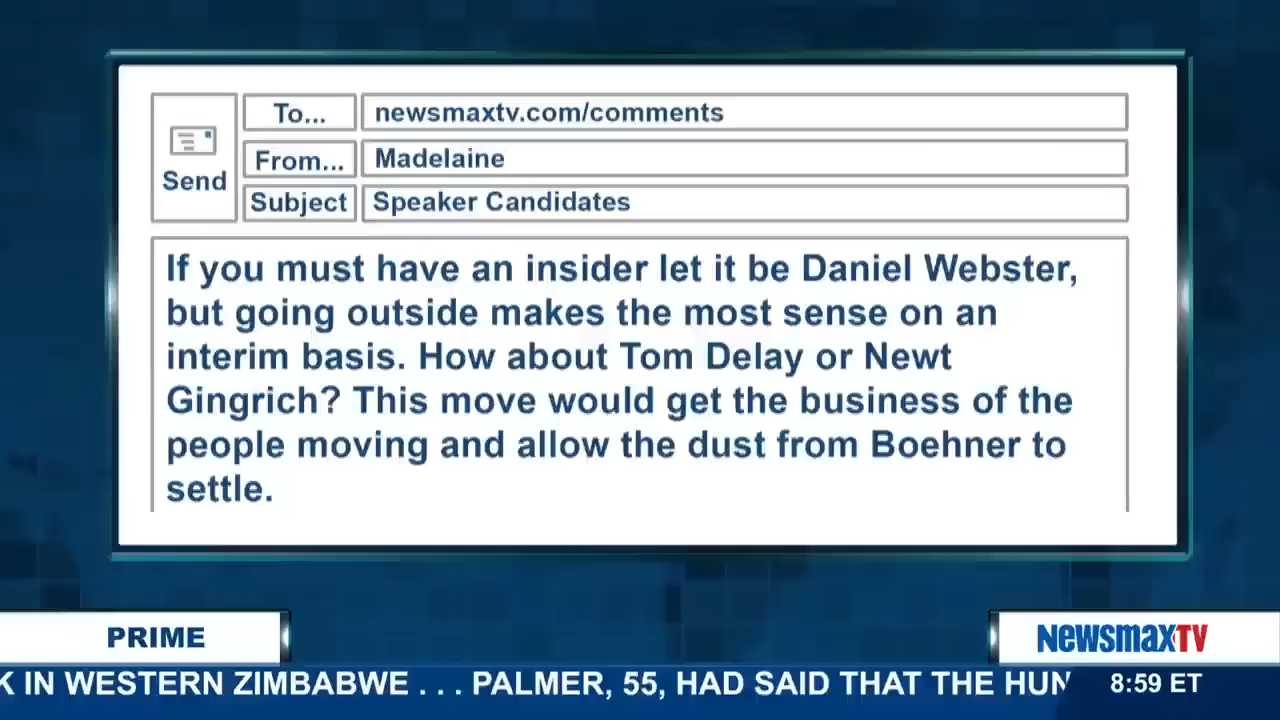 To...
newsmaxtv.com/comments
From...
Madelaine
Send
Subject
Speaker Candidates
If you must have an insider let it be Daniel Webster,
but going outside makes the most sense on an
interim basis. How about Tom Delay or Newt
Gingrich? This move would get the business of the
people moving and allow the dust from Boehner to
settle.
PRIME
NEWSMAXTV
K IN WESTERN ZIMBABWE . . . PALMER, 55, HAD SAID THAT THE HUN
8:59 ET